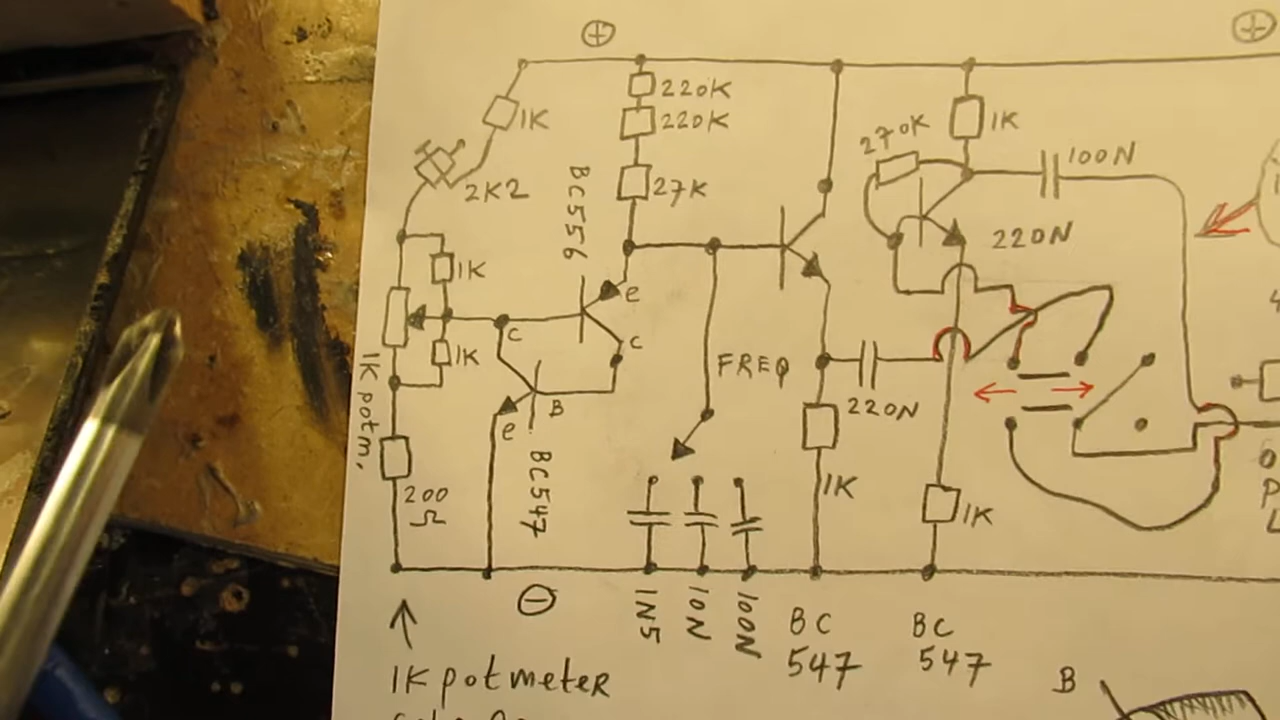 ⊕
⊕
1K
220K
220K
27K
2K2
BC556
270K
1K
100N
220N
1K
1K
e
c
c
B
e
BC547
FREQ
220N
1K potm.
200
Ω
1K
1K
⊖
1N5
10N
100N
BC
547
BC
547
1K potmeter
B